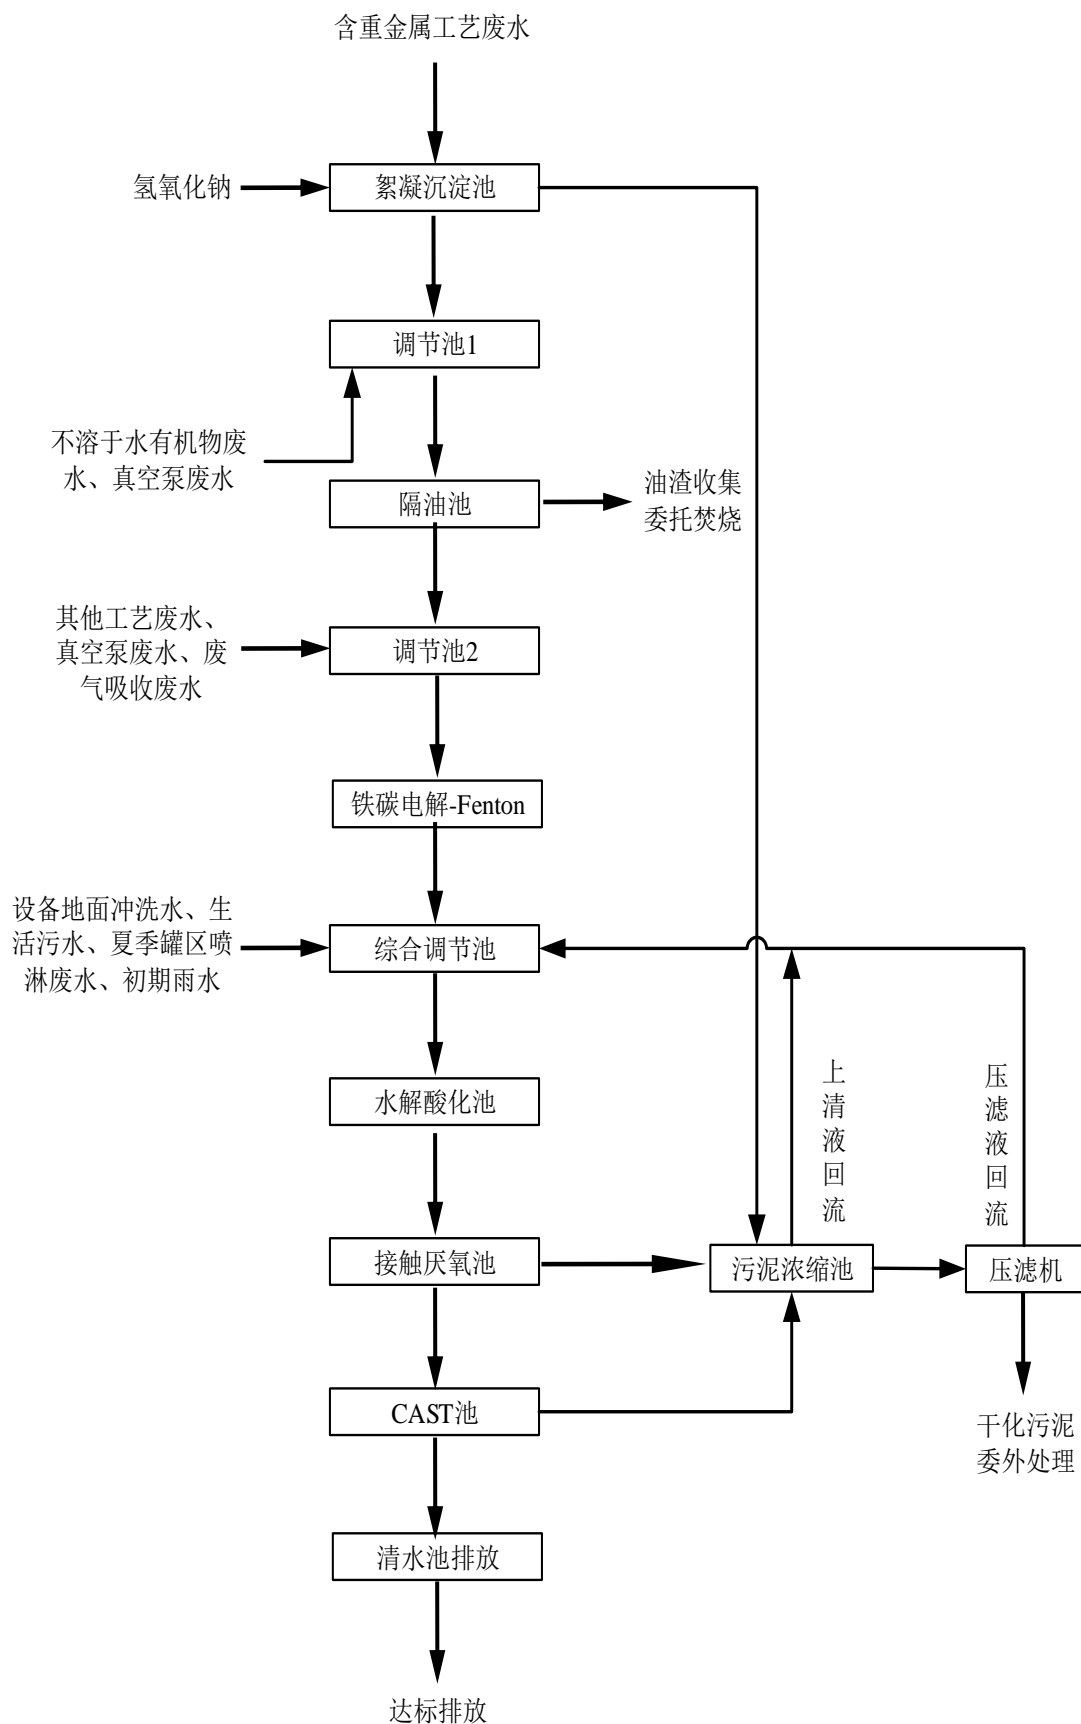 含重金属工艺废水
氢氧化钠
絮凝沉淀池
调节池1
不溶于水有机物废
水、真空泵废水
隔油池
油渣收集
委托焚烧
其他工艺废水、
真空泵废水、废
气吸收废水
调节池2
铁碳电解-Fenton
设备地面冲洗水、生
活污水、夏季罐区喷
淋废水、初期雨水
综合调节池
水解酸化池
上清液回流
压滤液回流
接触厌氧池
污泥浓缩池
压滤机
CAST池
干化污泥
委外处理
清水池排放
达标排放